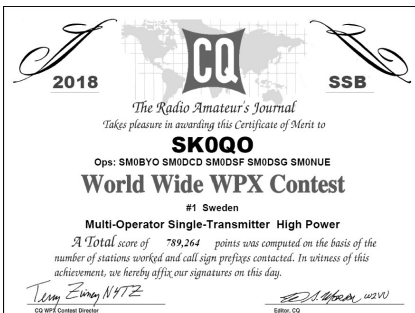 2018
CQ
SSB
The Radio Amateur's Journal
Takes pleasure in awarding this Certificate of Merit to
SK0QO
Ops: SM0BYO SM0DCD SM0DSF SM0DSG SM0NUE
World Wide WPX Contest
#1 Sweden
Multi-Operator Single-Transmitter High Power
A Total score of 789,264 points was computed on the basis of the
number of stations worked and call sign prefixes contacted. In witness of this
achievement, we hereby affix our signatures on this day.
Terry Zivney N4TZ
W2VU
CQ WPX Contest Director
Editor, CQ